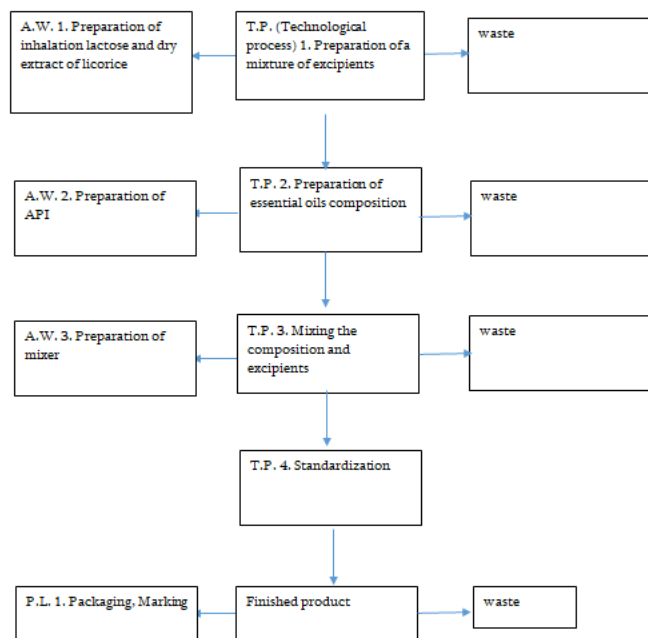 A.W. 1. Preparation of
inhalation lactose and dry
extract of licorice
T.P. (Technological
process) 1. Preparation of a
mixture of excipients
waste
A.W. 2. Preparation of
API
T.P. 2. Preparation of
essential oils composition
waste
A.W. 3. Preparation of
mixer
T.P. 3. Mixing the
composition and
excipients
waste
T.P. 4. Standardization
P.L. 1. Packaging, Marking
Finished product
waste